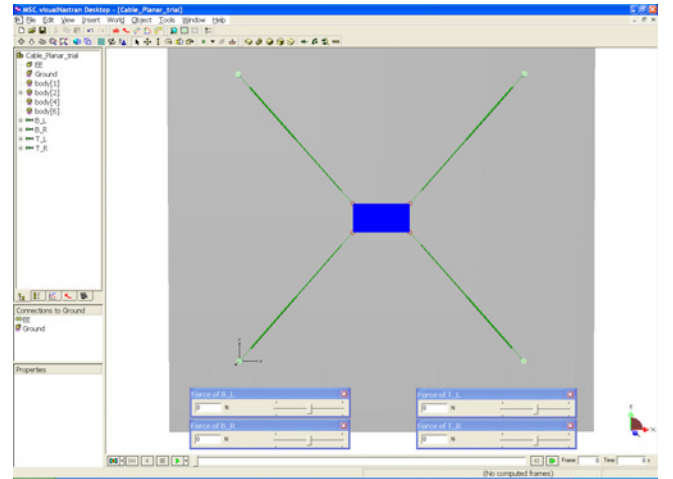 MSC.visualNastran Desktop - [Cable_Planar_trial]
File Edit View Insert World Object Tools Window Help
Cable_Planar_trial
EE
Ground
body[1]
body[2]
body[4]
body[6]
B_L
B_R
T_L
T_R
Connections to Ground
EE
Ground
Properties
Force of B_L
Force of T_L
0 N
0 N
Force of B_R
Force of T_R
0 N
0 N
Frame 0 Time 0 s
(No computed frames)